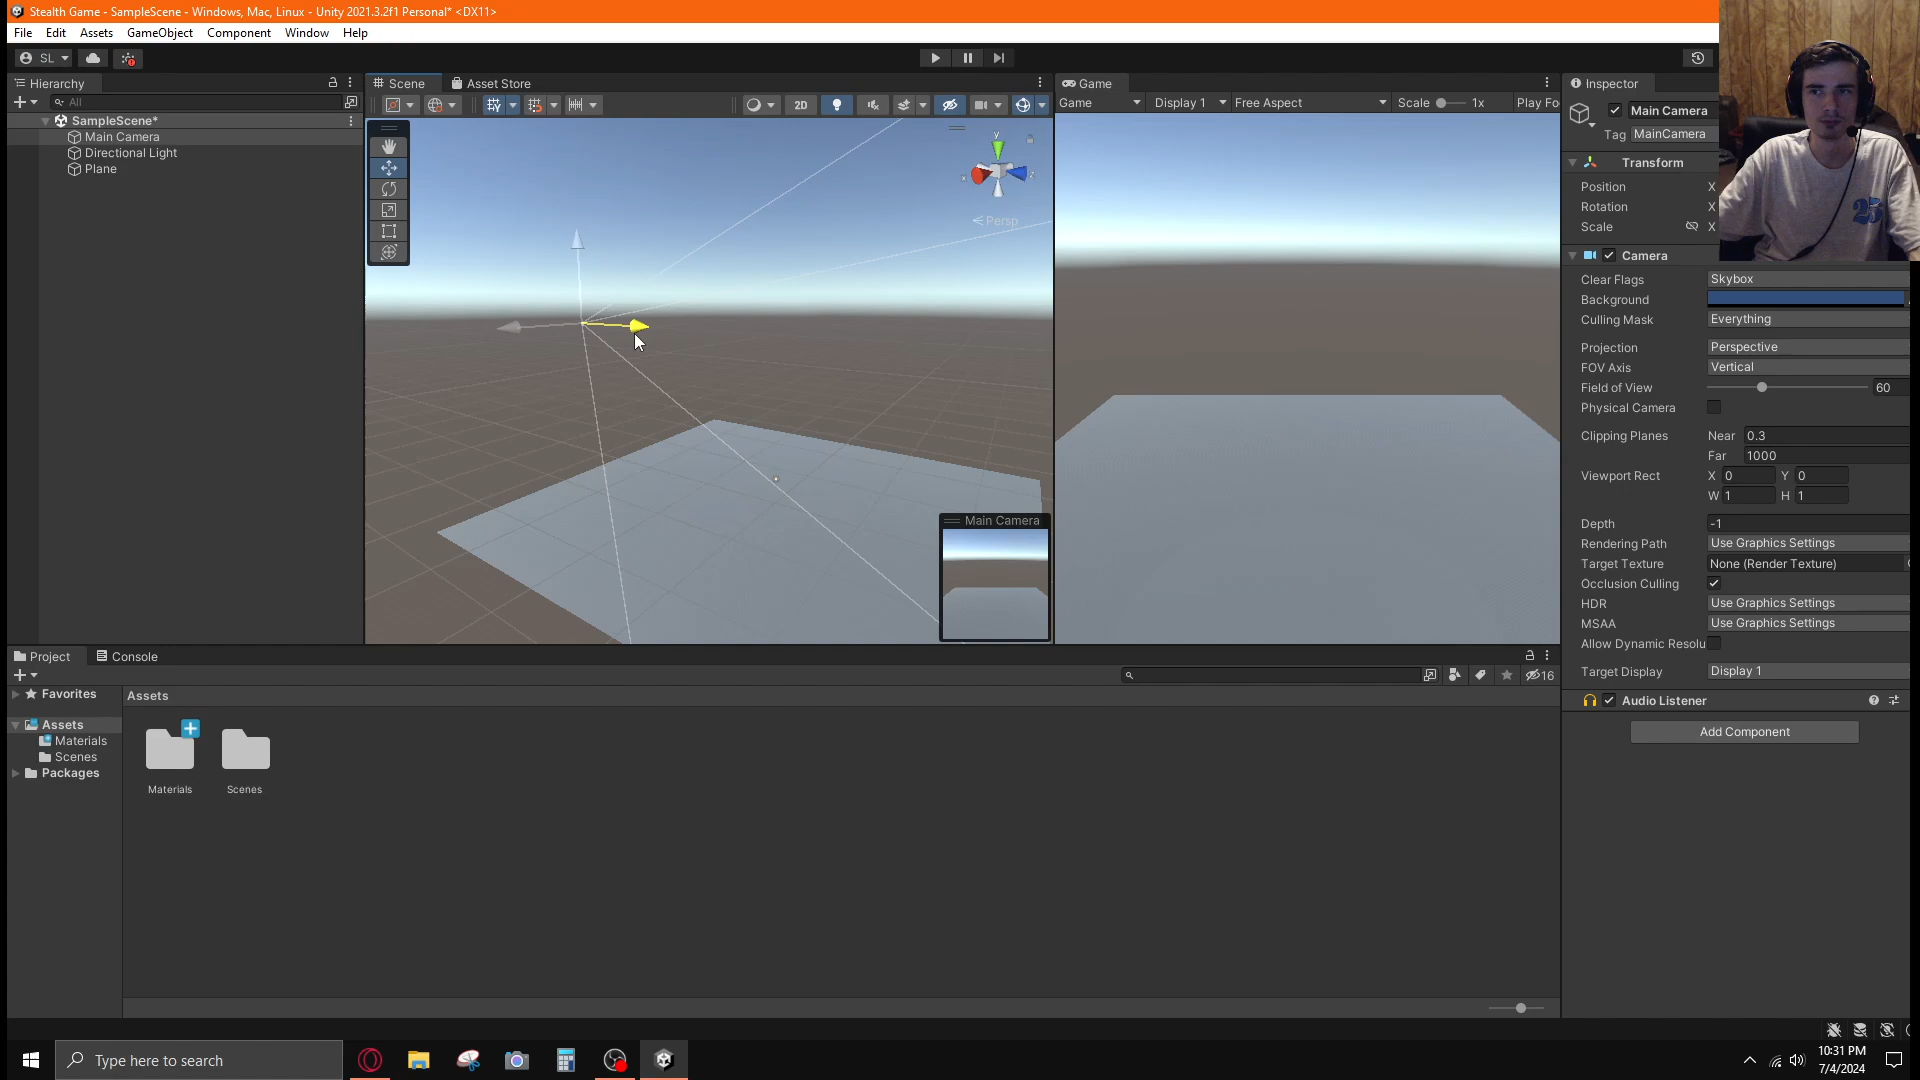 Stealth Game - SampleScene - Windows, Mac, Linux - Unity 2021.3.2f1 Personal* <DX11>
File Edit Assets GameObject Component Window Help
SL
Hierarchy
All
SampleScene*
Main Camera
Directional Light
Plane
Scene Asset Store
2D
y
x
z
Persp
Main Camera
Game
Game Display 1 Free Aspect Scale 1x Play Fo
Inspector
Main Camera
Tag MainCamera
Transform
Position X
Rotation X
Scale X
Camera
Clear Flags Skybox
Background
Culling Mask Everything
Projection Perspective
FOV Axis Vertical
Field of View 60
Physical Camera
Clipping Planes Near 0.3
Far 1000
Viewport Rect X 0 Y 0
W 1 H 1
Depth -1
Rendering Path Use Graphics Settings
Target Texture None (Render Texture)
Occlusion Culling
HDR Use Graphics Settings
MSAA Use Graphics Settings
Allow Dynamic Resolu
Target Display Display 1
Audio Listener
Add Component
Project Console
16
Favorites
Assets
Materials
Scenes
Packages
Assets
Materials Scenes
25
Type here to search
10:31 PM
7/4/2024